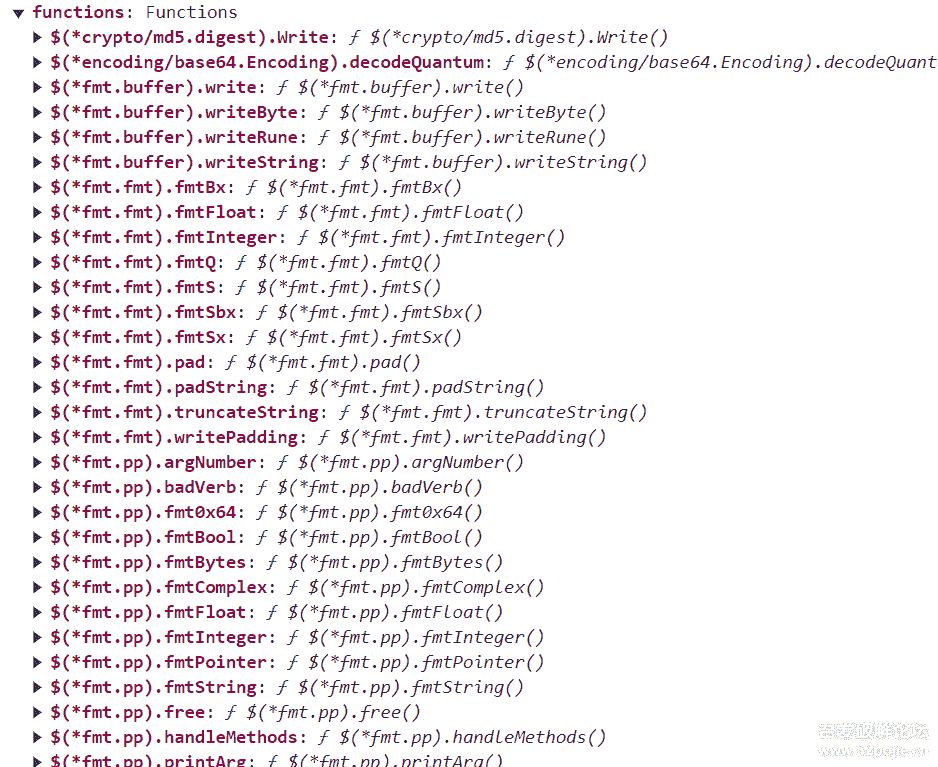 ▼ functions: Functions
▶ $(*crypto/md5.digest).Write: ƒ $(*crypto/md5.digest).Write()
▶ $(*encoding/base64.Encoding).decodeQuantum: ƒ $(*encoding/base64.Encoding).decodeQuant
▶ $(*fmt.buffer).write: ƒ $(*fmt.buffer).write()
▶ $(*fmt.buffer).writeByte: ƒ $(*fmt.buffer).writeByte()
▶ $(*fmt.buffer).writeRune: ƒ $(*fmt.buffer).writeRune()
▶ $(*fmt.buffer).writeString: ƒ $(*fmt.buffer).writeString()
▶ $(*fmt.fmt).fmtBx: ƒ $(*fmt.fmt).fmtBx()
▶ $(*fmt.fmt).fmtFloat: ƒ $(*fmt.fmt).fmtFloat()
▶ $(*fmt.fmt).fmtInteger: ƒ $(*fmt.fmt).fmtInteger()
▶ $(*fmt.fmt).fmtQ: ƒ $(*fmt.fmt).fmtQ()
▶ $(*fmt.fmt).fmtS: ƒ $(*fmt.fmt).fmtS()
▶ $(*fmt.fmt).fmtSbx: ƒ $(*fmt.fmt).fmtSbx()
▶ $(*fmt.fmt).fmtSx: ƒ $(*fmt.fmt).fmtSx()
▶ $(*fmt.fmt).pad: ƒ $(*fmt.fmt).pad()
▶ $(*fmt.fmt).padString: ƒ $(*fmt.fmt).padString()
▶ $(*fmt.fmt).truncateString: ƒ $(*fmt.fmt).truncateString()
▶ $(*fmt.fmt).writePadding: ƒ $(*fmt.fmt).writePadding()
▶ $(*fmt.pp).argNumber: ƒ $(*fmt.pp).argNumber()
▶ $(*fmt.pp).badVerb: ƒ $(*fmt.pp).badVerb()
▶ $(*fmt.pp).fmt0x64: ƒ $(*fmt.pp).fmt0x64()
▶ $(*fmt.pp).fmtBool: ƒ $(*fmt.pp).fmtBool()
▶ $(*fmt.pp).fmtBytes: ƒ $(*fmt.pp).fmtBytes()
▶ $(*fmt.pp).fmtComplex: ƒ $(*fmt.pp).fmtComplex()
▶ $(*fmt.pp).fmtFloat: ƒ $(*fmt.pp).fmtFloat()
▶ $(*fmt.pp).fmtInteger: ƒ $(*fmt.pp).fmtInteger()
▶ $(*fmt.pp).fmtPointer: ƒ $(*fmt.pp).fmtPointer()
▶ $(*fmt.pp).fmtString: ƒ $(*fmt.pp).fmtString()
▶ $(*fmt.pp).free: ƒ $(*fmt.pp).free()
▶ $(*fmt.pp).handleMethods: ƒ $(*fmt.pp).handleMethods()
▶ $(*fmt.pp).printArg: ƒ $(*fmt.pp).printArg()